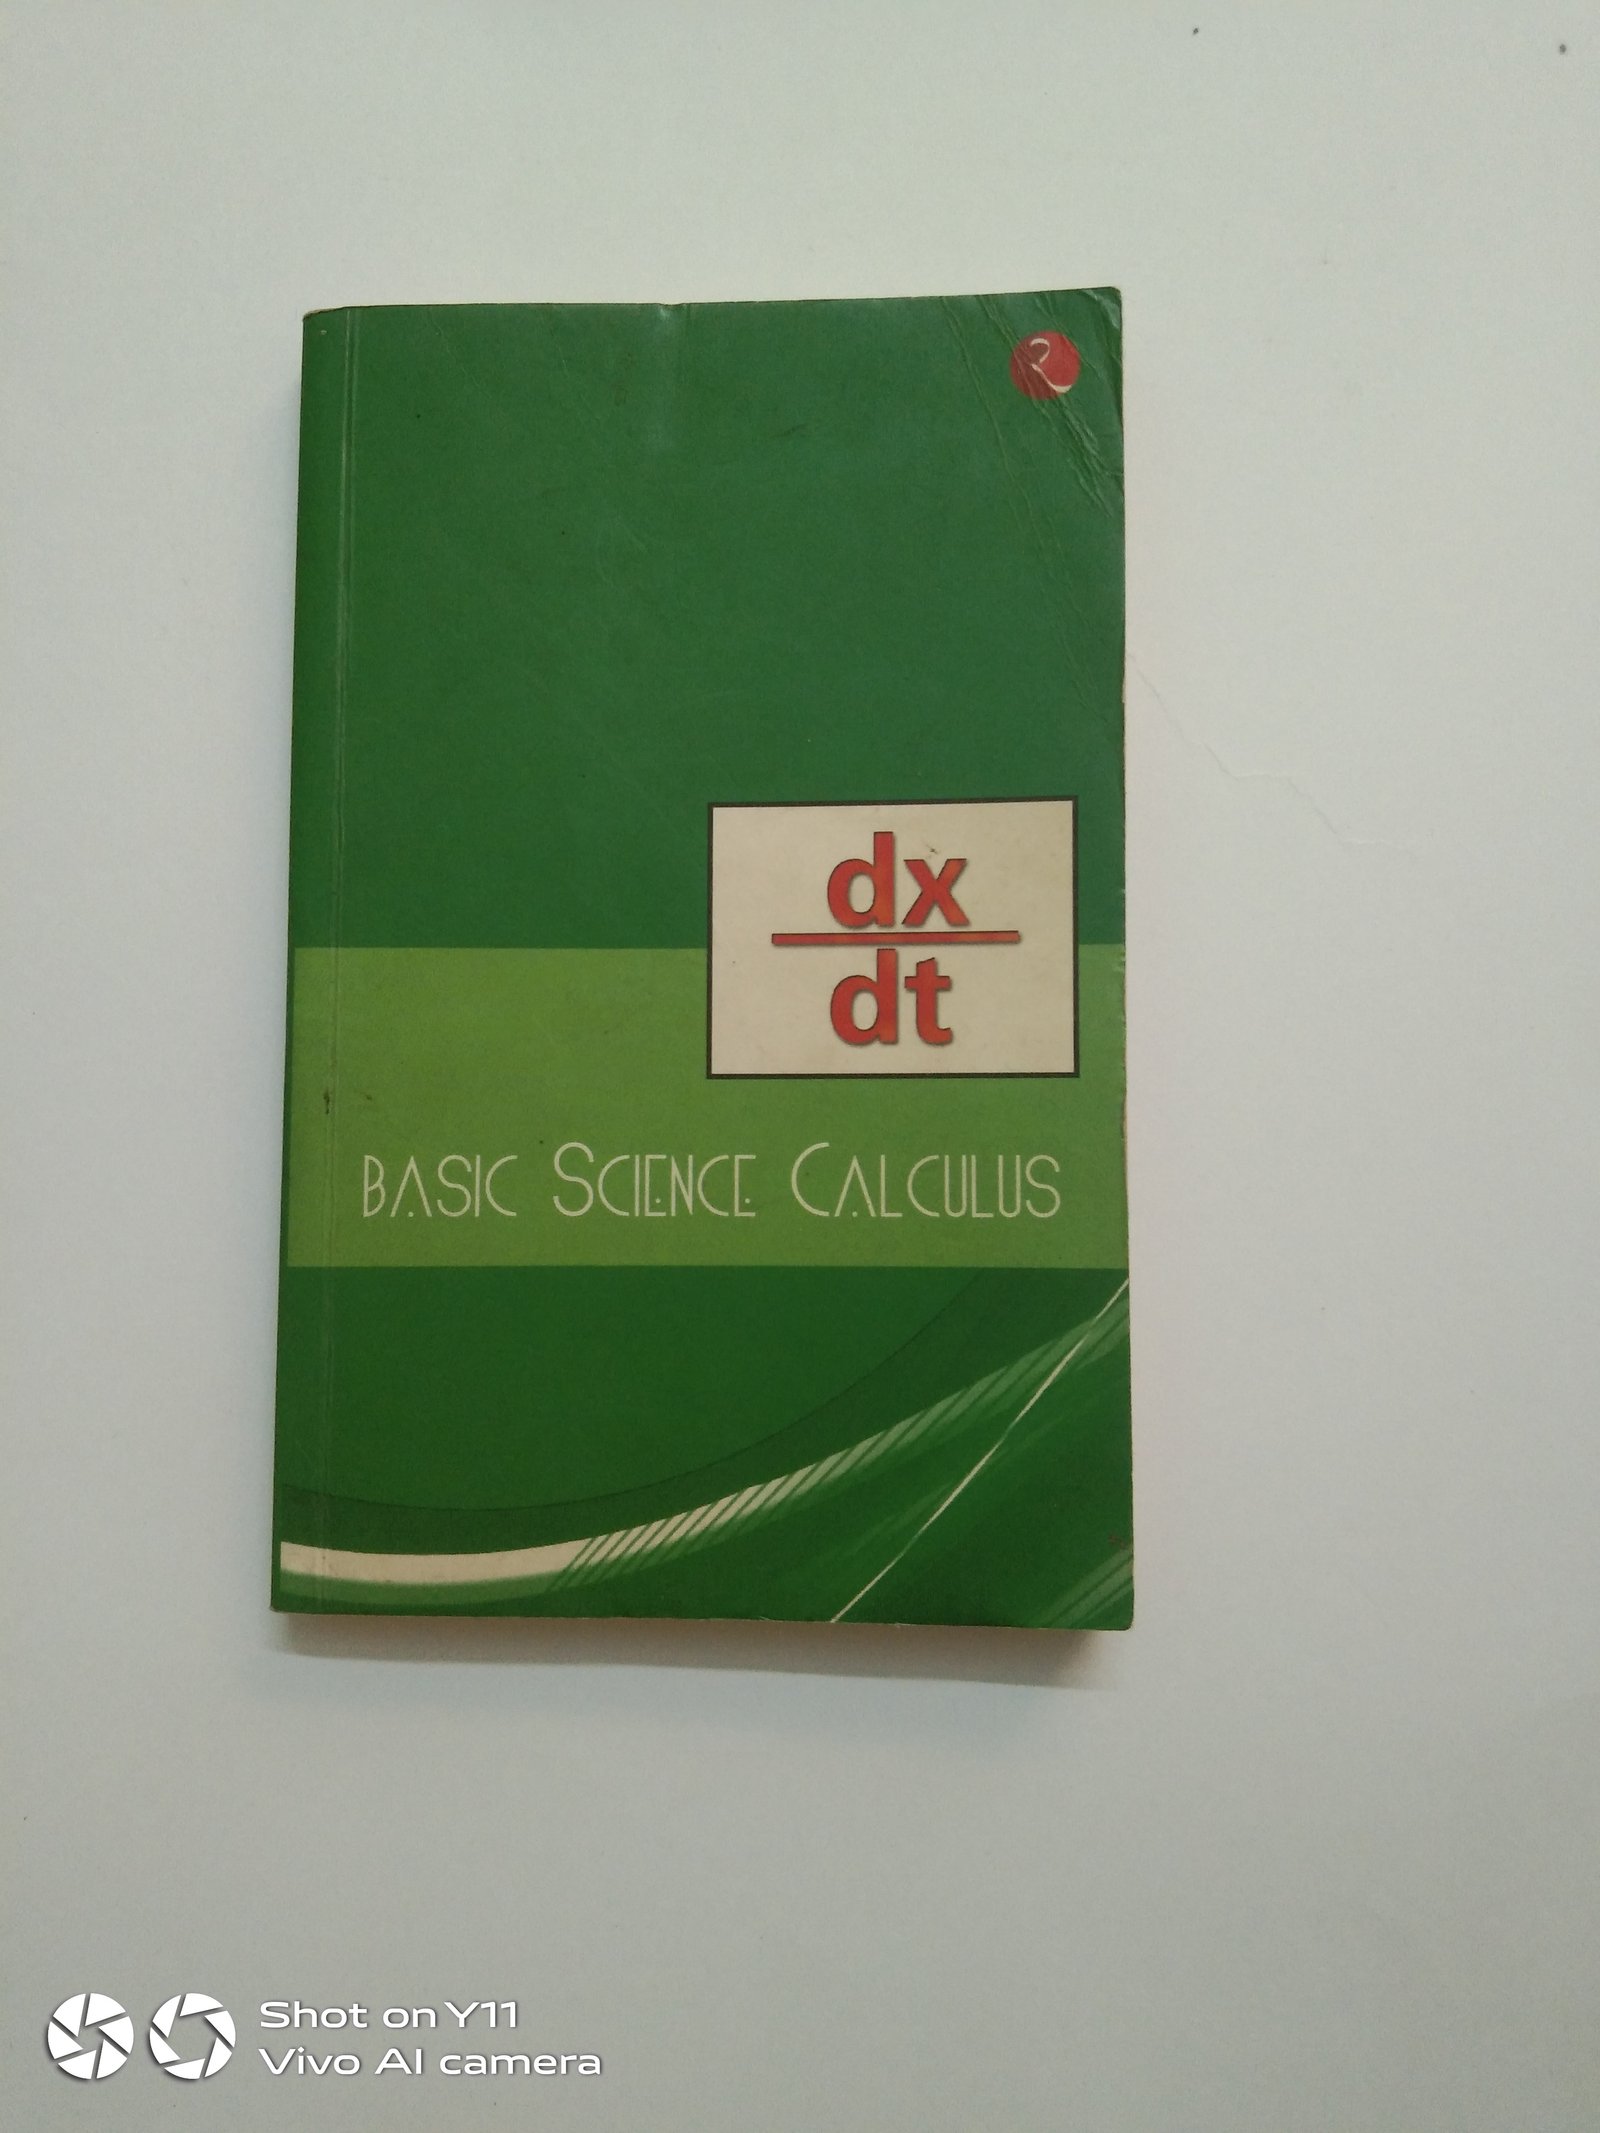 R
dx
dt
BASIC SCIENCE CALCULUS
Shot on Y11
Vivo AI camera